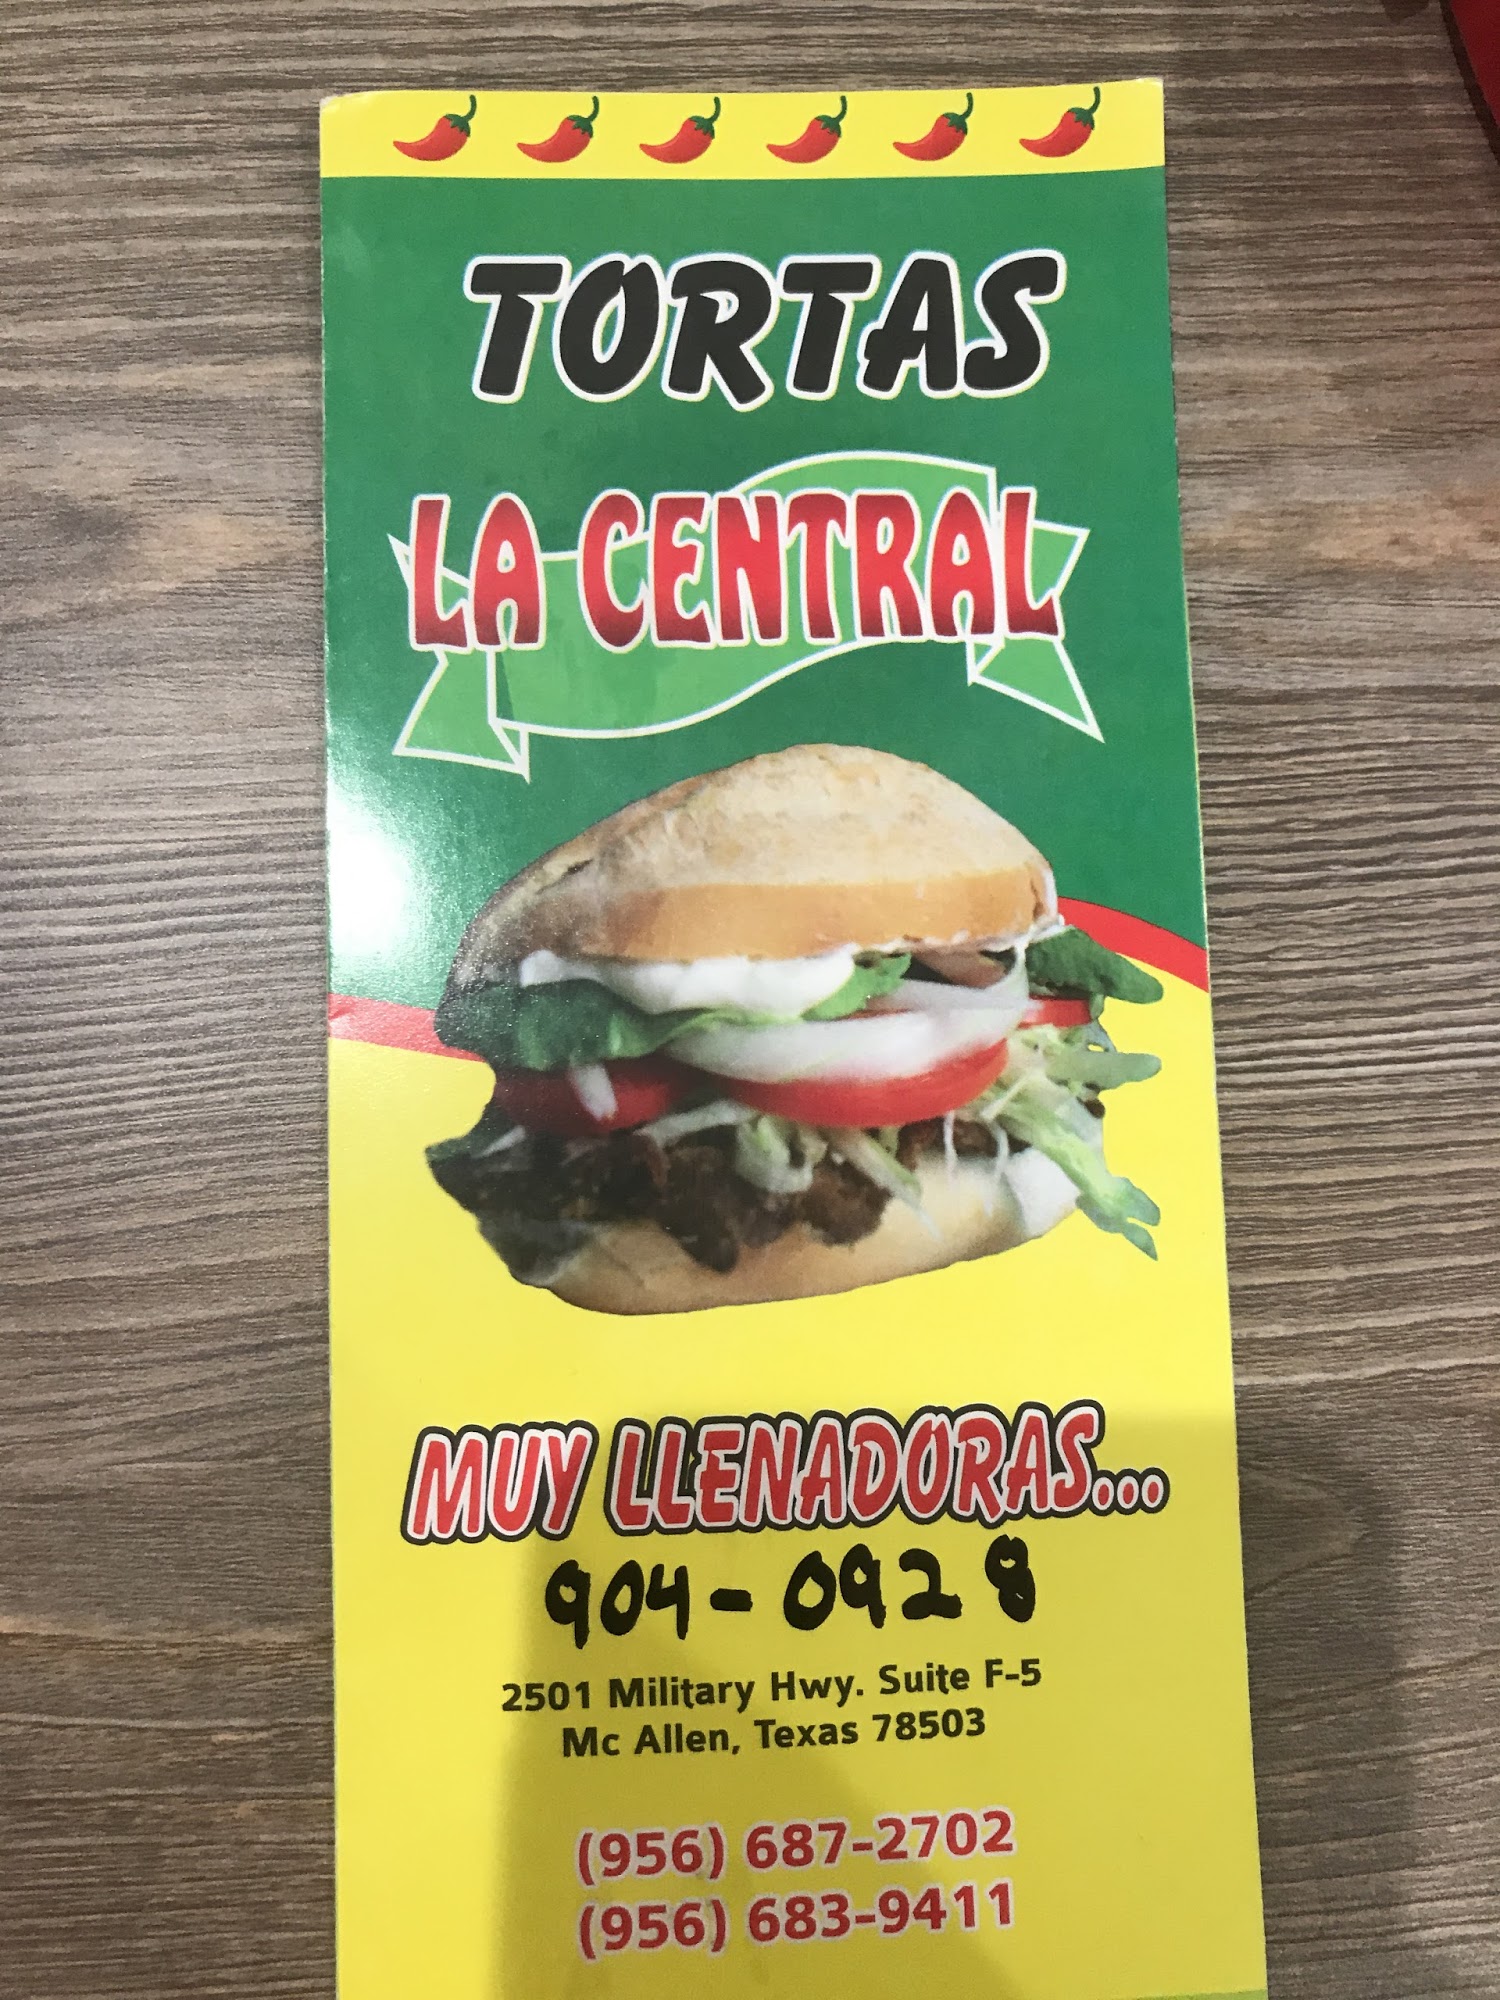 TORTAS
LA CENTRAL
MUY LLENADORAS...
904-0928
2501 Military Hwy. Suite F-5
Mc Allen, Texas 78503
(956) 687-2702
(956) 683-9411